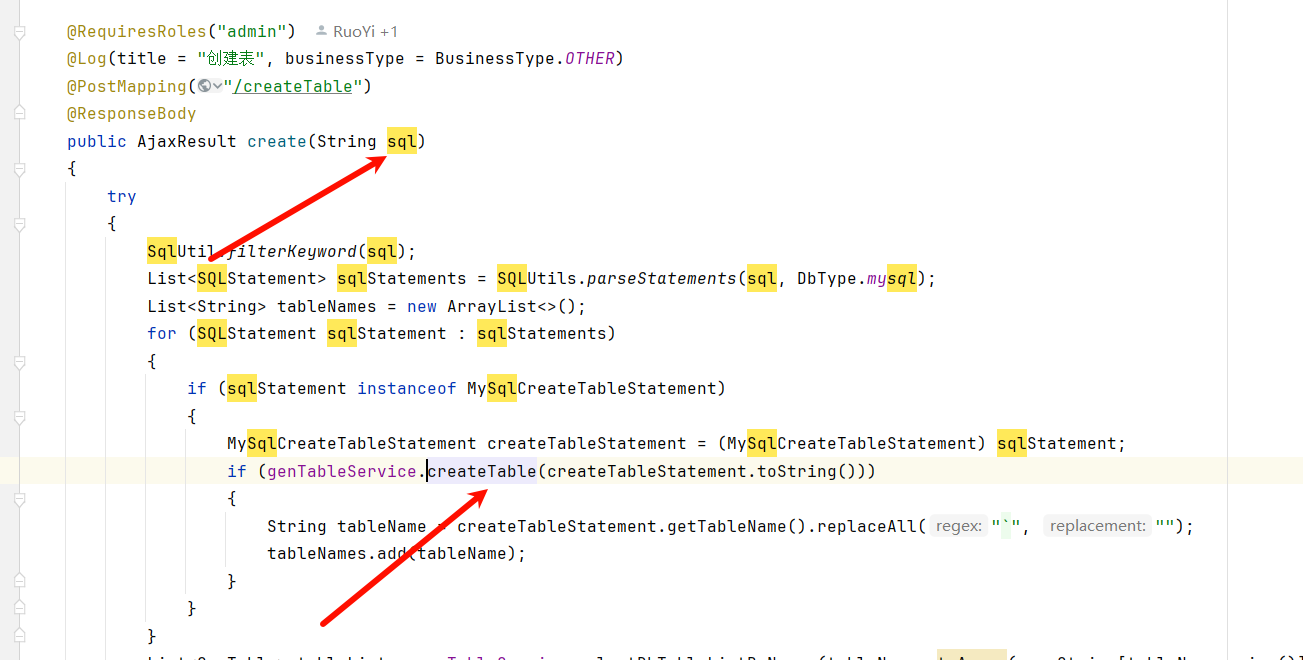 @RequiresRoles("admin") RuoYi +1
@Log(title = "创建表", businessType = BusinessType.OTHER)
@PostMapping("/createTable")
@ResponseBody
public AjaxResult create(String sql)
{
try
{
SqlUtil.filterKeyword(sql);
List<SQLStatement> sqlStatements = SQLUtils.parseStatements(sql, DbType.mysql);
List<String> tableNames = new ArrayList<>();
for (SQLStatement sqlStatement : sqlStatements)
{
if (sqlStatement instanceof MySqlCreateTableStatement)
{
MySqlCreateTableStatement createTableStatement = (MySqlCreateTableStatement) sqlStatement;
if (genTableService.createTable(createTableStatement.toString()))
{
String tableName = createTableStatement.getTableName().replaceAll( regex: "`", replacement: "");
tableNames.add(tableName);
}
}
}